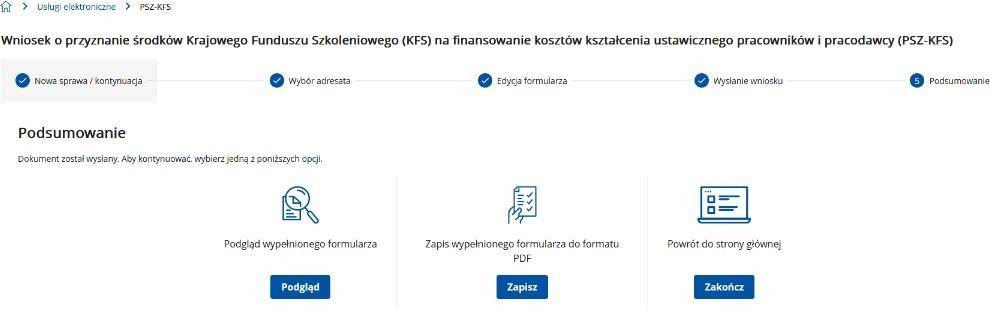 Usługi elektroniczne PSZ-KFS
Wniosek o przyznanie środków Krajowego Funduszu Szkoleniowego (KFS) na finansowanie kosztów kształcenia ustawicznego pracowników i pracodawcy (PSZ-KFS)
Nowa sprawa / kontynuacja Wybór adresata Edycja formularza Wysłanie wniosku 5 Podsumowanie
Podsumowanie
Dokument został wysłany. Aby kontynuować, wybierz jedną z poniższych opcji.
Podgląd wypełnionego formularza Zapis wypełnionego formularza do formatu Powrót do strony głównej
PDF
Podgląd Zapisz Zakończ